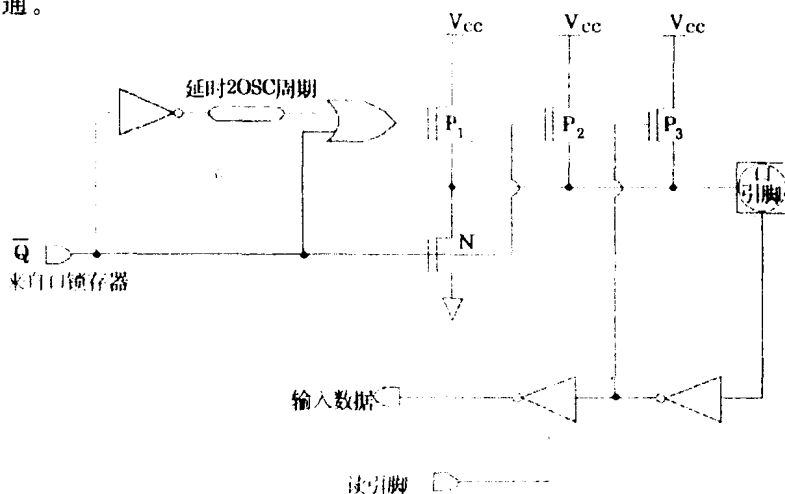 通。
Vcc Vcc Vcc
延时2OSC周期
P1 P2 P3
口
引脚
Q̅ N
来自口锁存器
输入数据
读引脚